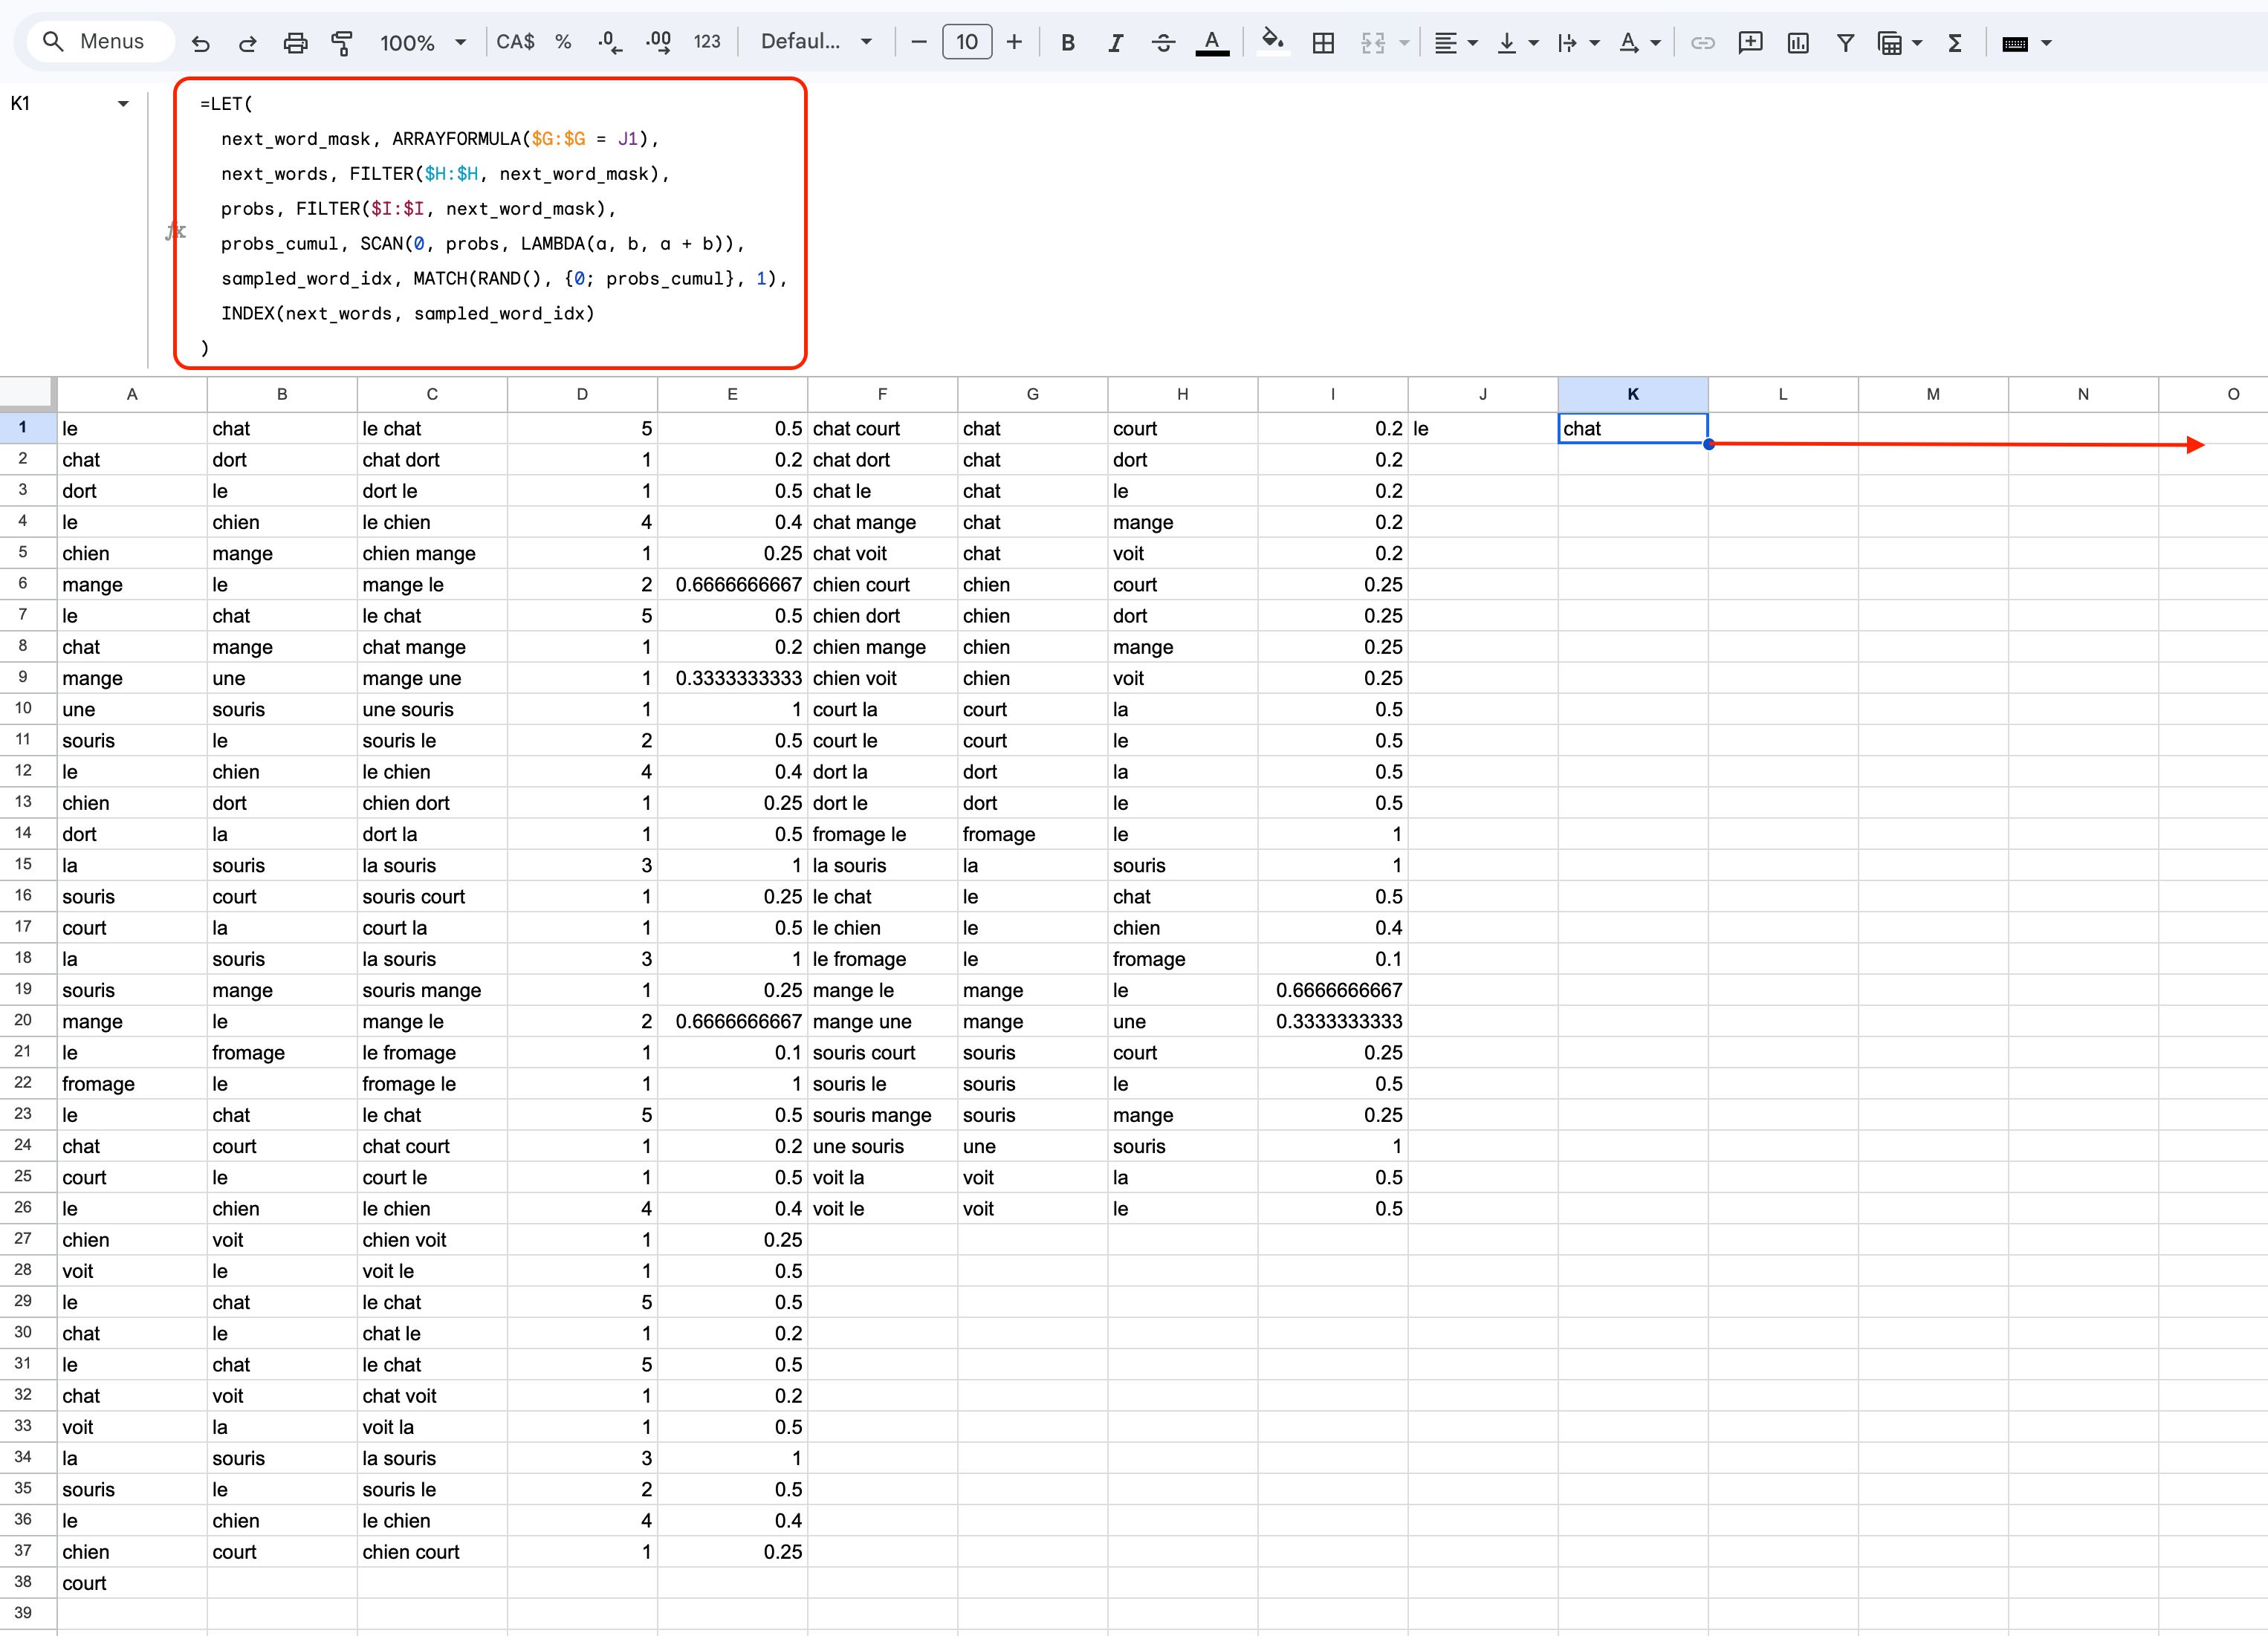 Menus 100% CA$ % .0 .00 123 Defaul... 10 B I A A Σ
K1
fx
=LET(
next_word_mask, ARRAYFORMULA($G:$G = J1),
next_words, FILTER($H:$H, next_word_mask),
probs, FILTER($I:$I, next_word_mask),
probs_cumul, SCAN(0, probs, LAMBDA(a, b, a + b)),
sampled_word_idx, MATCH(RAND(), {0; probs_cumul}, 1),
INDEX(next_words, sampled_word_idx)
)
A B C D E F G H I J K L M N O
1 le chat le chat 5 0.5 chat court chat court 0.2 le chat
2 chat dort chat dort 1 0.2 chat dort chat dort 0.2
3 dort le dort le 1 0.5 chat le chat le 0.2
4 le chien le chien 4 0.4 chat mange chat mange 0.2
5 chien mange chien mange 1 0.25 chat voit chat voit 0.2
6 mange le mange le 2 0.6666666667 chien court chien court 0.25
7 le chat le chat 5 0.5 chien dort chien dort 0.25
8 chat mange chat mange 1 0.2 chien mange chien mange 0.25
9 mange une mange une 1 0.3333333333 chien voit chien voit 0.25
10 une souris une souris 1 1 court la court la 0.5
11 souris le souris le 2 0.5 court le court le 0.5
12 le chien le chien 4 0.4 dort la dort la 0.5
13 chien dort chien dort 1 0.25 dort le dort le 0.5
14 dort la dort la 1 0.5 fromage le fromage le 1
15 la souris la souris 3 1 la souris la souris 1
16 souris court souris court 1 0.25 le chat le chat 0.5
17 court la court la 1 0.5 le chien le chien 0.4
18 la souris la souris 3 1 le fromage le fromage 0.1
19 souris mange souris mange 1 0.25 mange le mange le 0.6666666667
20 mange le mange le 2 0.6666666667 mange une mange une 0.3333333333
21 le fromage le fromage 1 0.1 souris court souris court 0.25
22 fromage le fromage le 1 1 souris le souris le 0.5
23 le chat le chat 5 0.5 souris mange souris mange 0.25
24 chat court chat court 1 0.2 une souris une souris 1
25 court le court le 1 0.5 voit la voit la 0.5
26 le chien le chien 4 0.4 voit le voit le 0.5
27 chien voit chien voit 1 0.25
28 voit le voit le 1 0.5
29 le chat le chat 5 0.5
30 chat le chat le 1 0.2
31 le chat le chat 5 0.5
32 chat voit chat voit 1 0.2
33 voit la voit la 1 0.5
34 la souris la souris 3 1
35 souris le souris le 2 0.5
36 le chien le chien 4 0.4
37 chien court chien court 1 0.25
38 court
39